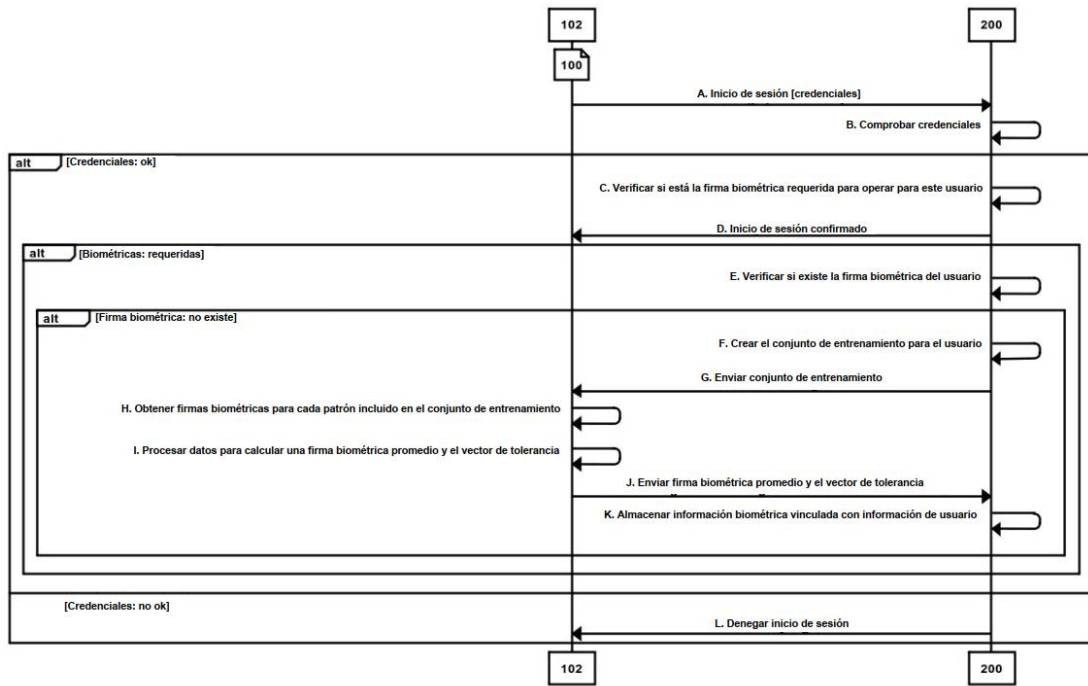 102
200
100
A. Inicio de sesión [credenciales]
B. Comprobar credenciales
alt
[Credenciales: ok]
C. Verificar si está la firma biométrica requerida para operar para este usuario
D. Inicio de sesión confirmado
alt
[Biométricas: requeridas]
E. Verificar si existe la firma biométrica del usuario
alt
[Firma biométrica: no existe]
F. Crear el conjunto de entrenamiento para el usuario
G. Enviar conjunto de entrenamiento
H. Obtener firmas biométricas para cada patrón incluido en el conjunto de entrenamiento
I. Procesar datos para calcular una firma biométrica promedio y el vector de tolerancia
J. Enviar firma biométrica promedio y el vector de tolerancia
K. Almacenar información biométrica vinculada con información de usuario
[Credenciales: no ok]
L. Denegar inicio de sesión
102
200